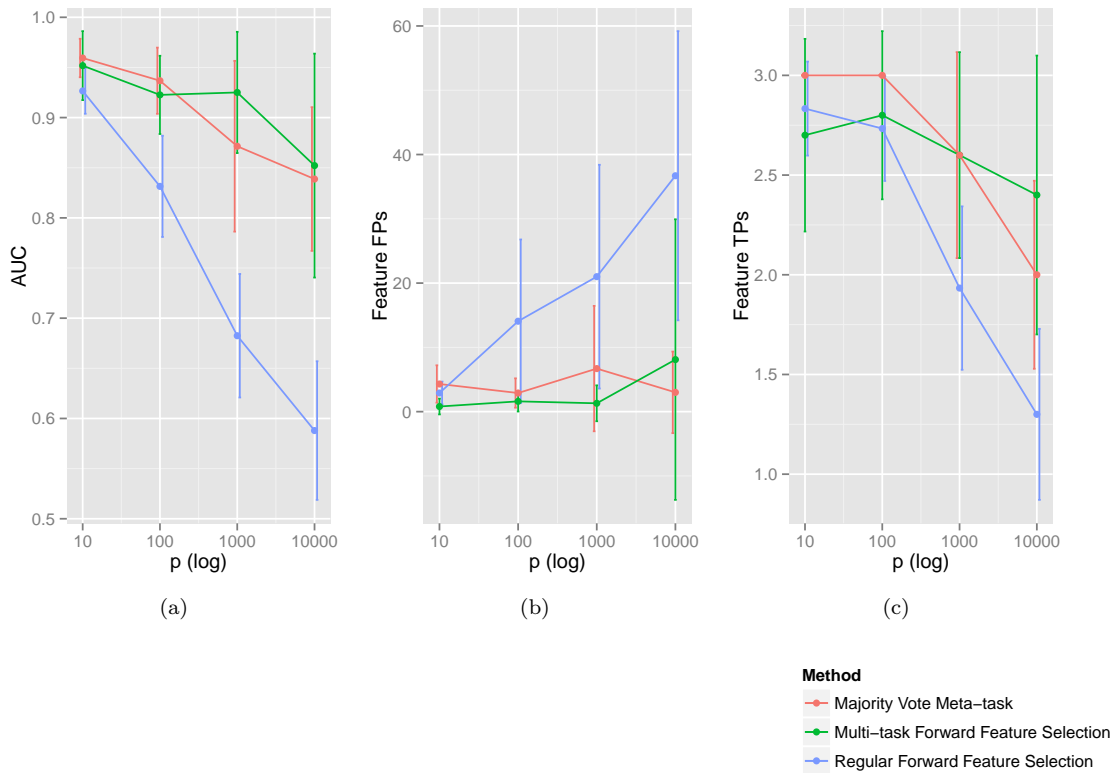 1.0
0.9
0.8
0.7
0.6
0.5
AUC
10 100 1000 10000
p (log)
(a)
60
40
20
0
Feature FPs
10 100 1000 10000
p (log)
(b)
3.0
2.5
2.0
1.5
1.0
Feature TPs
10 100 1000 10000
p (log)
(c)
Method
Majority Vote Meta−task
Multi−task Forward Feature Selection
Regular Forward Feature Selection